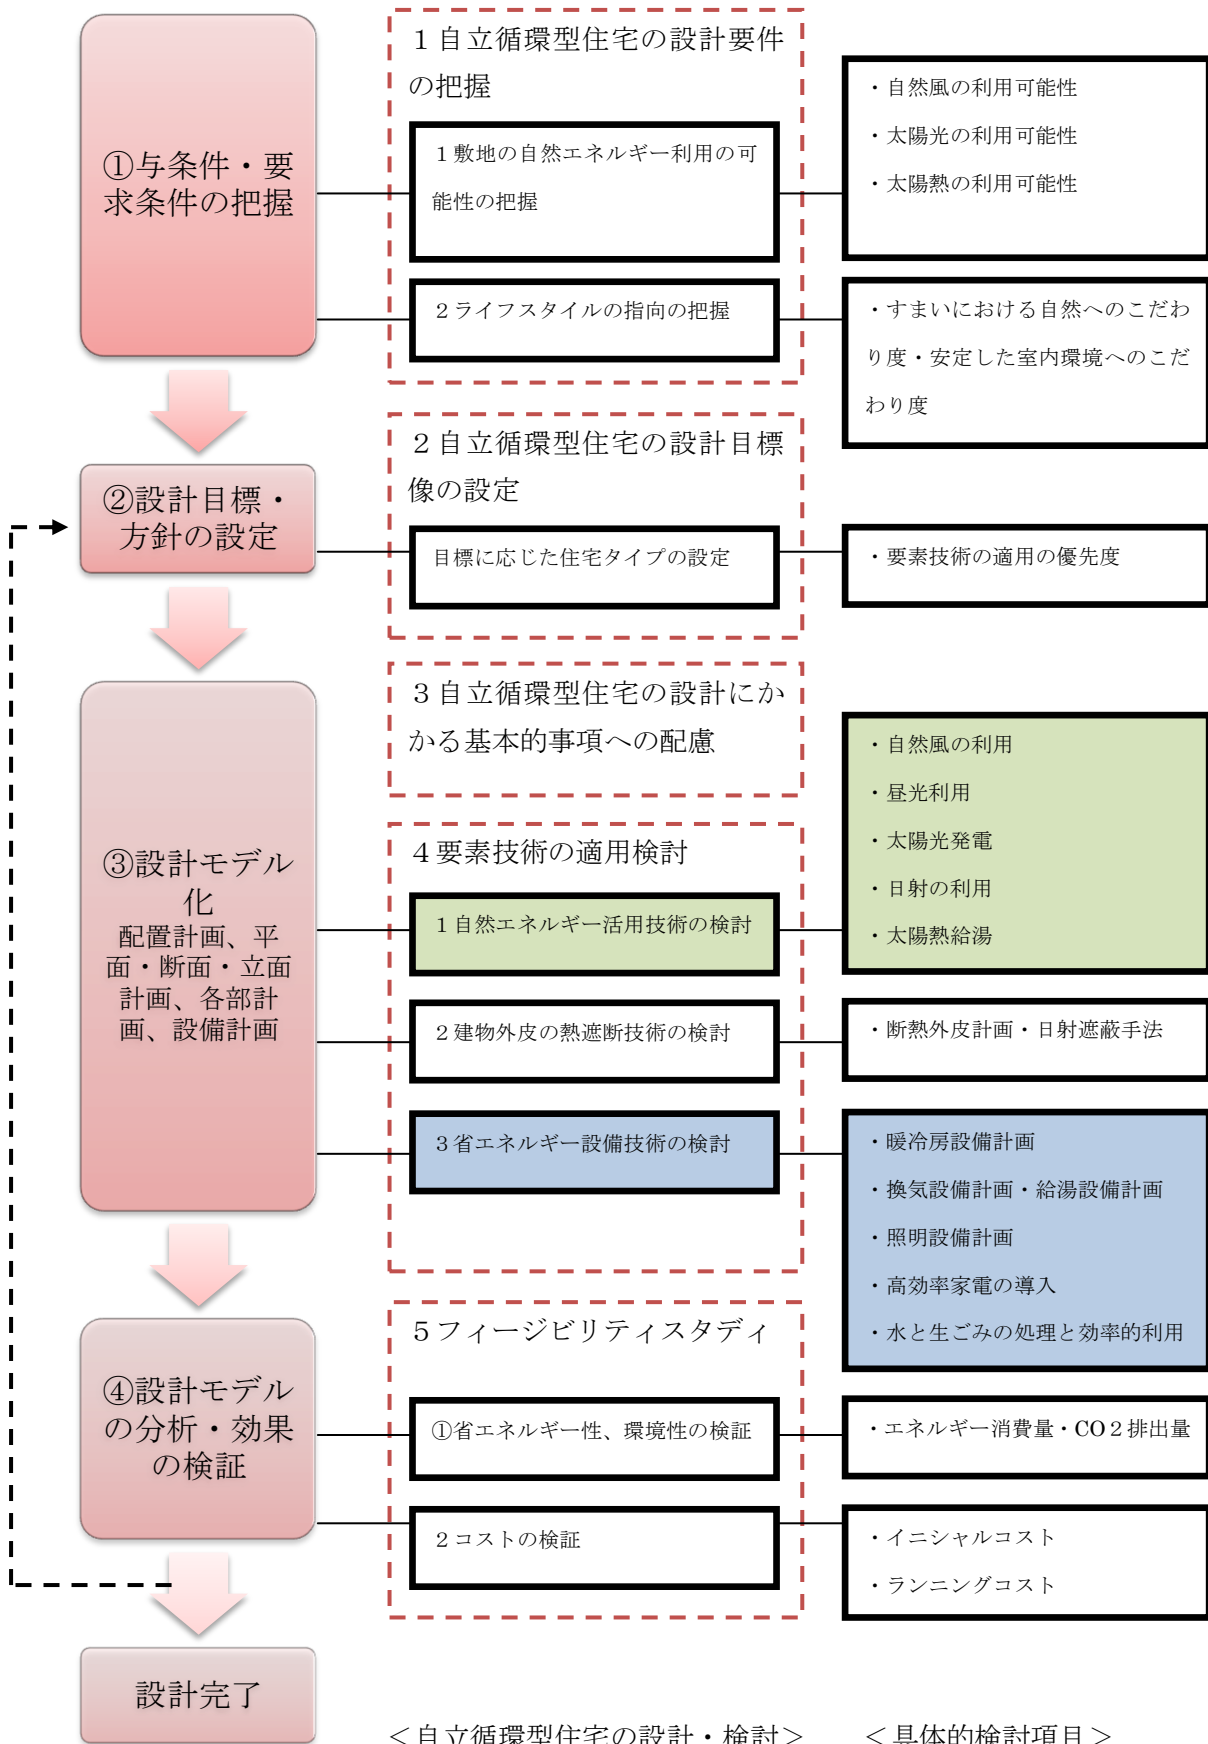 ①与条件・要
求条件の把握
1自立循環型住宅の設計要件
の把握
1敷地の自然エネルギー利用の可
能性の把握
・自然風の利用可能性
・太陽光の利用可能性
・太陽熱の利用可能性
2ライフスタイルの指向の把握
・すまいにおける自然へのこだわ
り度・安定した室内環境へのこだ
わり度
②設計目標・
方針の設定
2自立循環型住宅の設計目標
像の設定
目標に応じた住宅タイプの設定
・要素技術の適用の優先度
③設計モデル
化
配置計画、平
面・断面・立面
計画、各部計
画、設備計画
3自立循環型住宅の設計にか
かる基本的事項への配慮
4要素技術の適用検討
1自然エネルギー活用技術の検討
・自然風の利用
・昼光利用
・太陽光発電
・日射の利用
・太陽熱給湯
2建物外皮の熱遮断技術の検討
・断熱外皮計画・日射遮蔽手法
3省エネルギー設備技術の検討
・暖冷房設備計画
・換気設備計画・給湯設備計画
・照明設備計画
・高効率家電の導入
・水と生ごみの処理と効率的利用
④設計モデル
の分析・効果
の検証
5フィージビリティスタディ
①省エネルギー性、環境性の検証
・エネルギー消費量・CO2排出量
2コストの検証
・イニシャルコスト
・ランニングコスト
設計完了
＜自立循環型住宅の設計・検討＞
＜具体的検討項目＞